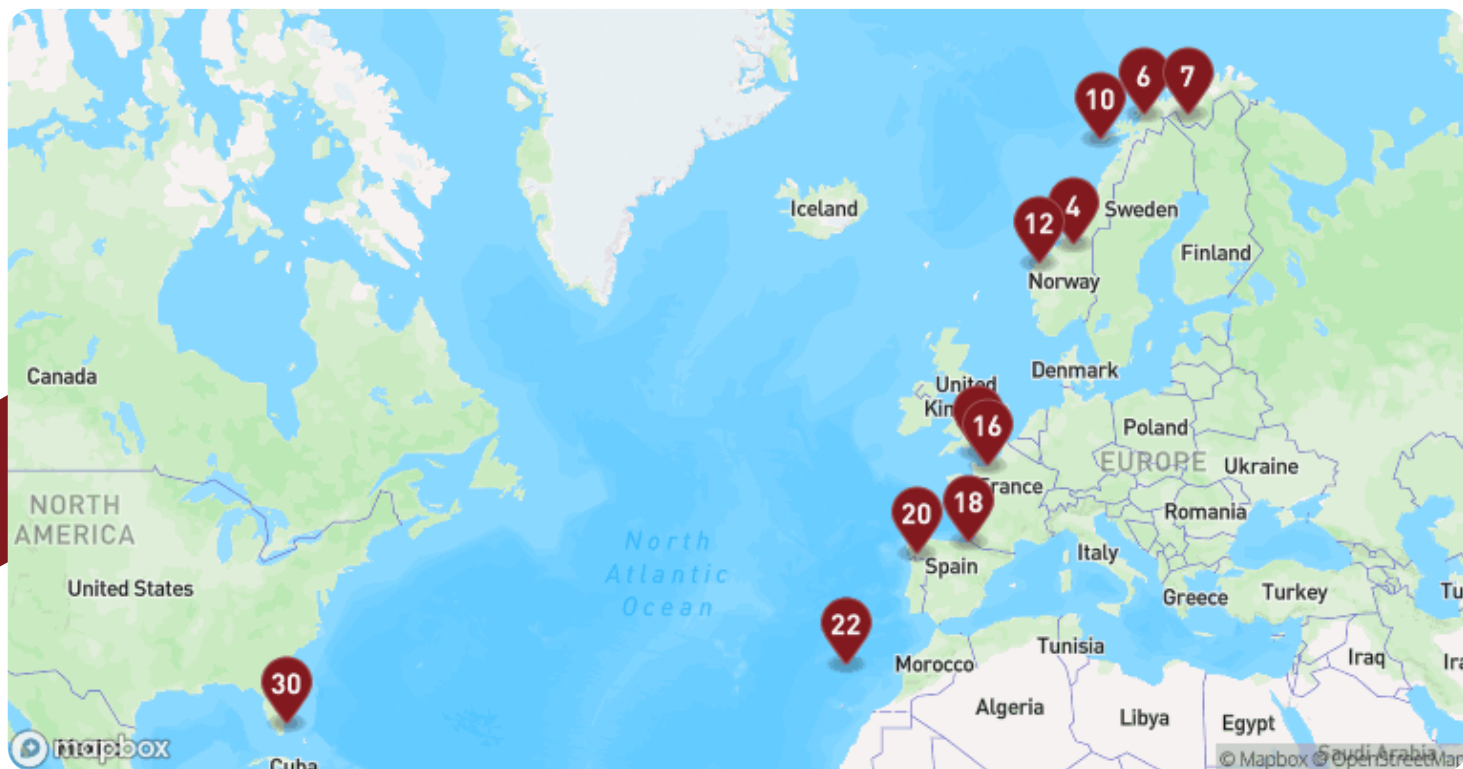 6
7
10
Iceland
4
Sweden
12
Finland
Norway
Canada
Denmark
United
16
Poland
EUROPE
Ukraine
France
NORTH
AMERICA
18
20
Romania
North
Atlantic
Ocean
Italy
Spain
United States
Greece
Turkey
22
Tunisia
Morocco
Iraq
30
Algeria
Libya
Egypt
mapbox
Cuba
Saudi Arabia
© Mapbox © OpenStreetMap